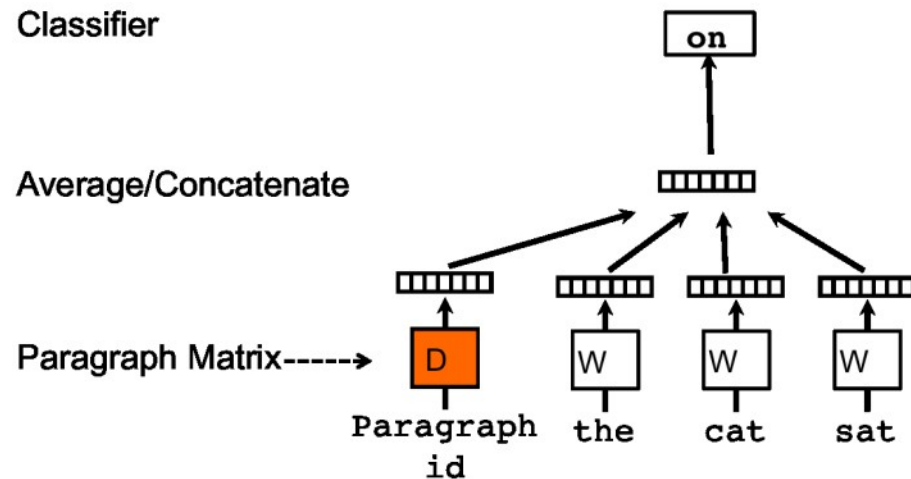 Classifier
on
Average/Concatenate
Paragraph Matrix----->
D
W
W
W
Paragraph
id
the
cat
sat